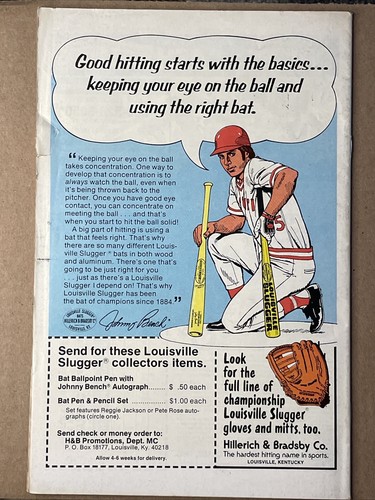 Good hitting starts with the basics...
keeping your eye on the ball and
using the right bat.
“Keeping your eye on the ball
takes concentration. One way to
develop that concentration is to
always watch the ball, even when
it's being thrown back to the
pitcher. Once you have good eye
contact, you can concentrate on
meeting the ball . . . and that's
when you start to hit the ball solid!
A big part of hitting is using a
bat that feels right. That's why
there are so many different Louis-
ville Slugger® bats in both wood
and aluminum. There's one that's
going to be just right for you
. . . just as there's a Louisville
Slugger I depend on! That's why
Louisville Slugger has been
the bat of champions since 1884.”
Johnny Bench
5
LOUISVILLE SLUGGER
HILLERICH & BRADSBY Co
Send for these Louisville
Slugger® collectors items.
Bat Ballpoint Pen with
Johnny Bench® Autograph........ $ .50 each
Bat Pen & Pencil Set .............. $1.00 each
Set features Reggie Jackson or Pete Rose auto-
graphs (circle one).
Send check or money order to:
H&B Promotions, Dept. MC
P. O. Box 18177, Louisville, Ky. 40218
Allow 4-6 weeks for delivery.
Look
for the
full line of
championship
Louisville Slugger®
gloves and mitts, too.
Hillerich & Bradsby Co.
The hardest hitting name in sports.
LOUISVILLE, KENTUCKY